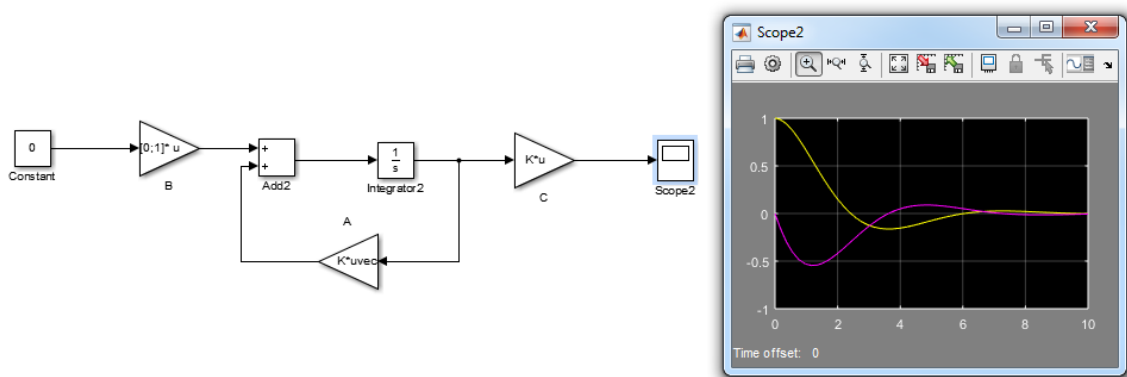 0
Constant
[0;1]* u
B
+
+
Add2
1
s
Integrator2
K*u
C
Scope2
A
K*uvec
Scope2
1
0.5
0
-0.5
-1
0
2
4
6
8
10
Time offset: 0